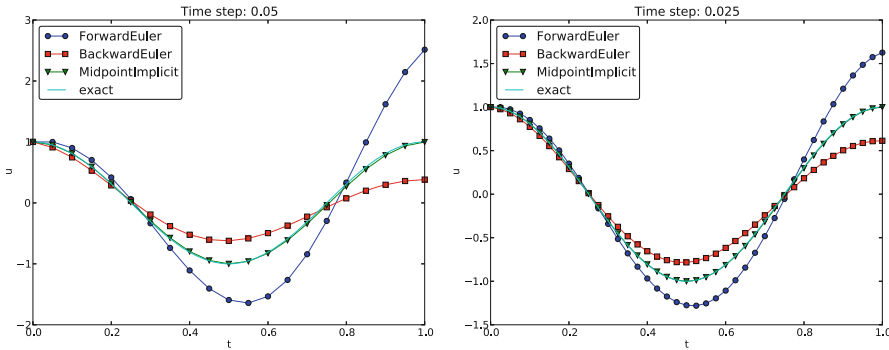 Time step: 0.05
3
2
1
0
−1
−2
u
0.0 0.2 0.4 0.6 0.8 1.0
t
ForwardEuler
BackwardEuler
MidpointImplicit
exact
Time step: 0.025
2.0
1.5
1.0
0.5
0.0
−0.5
−1.0
−1.5
u
0.0 0.2 0.4 0.6 0.8 1.0
t
ForwardEuler
BackwardEuler
MidpointImplicit
exact